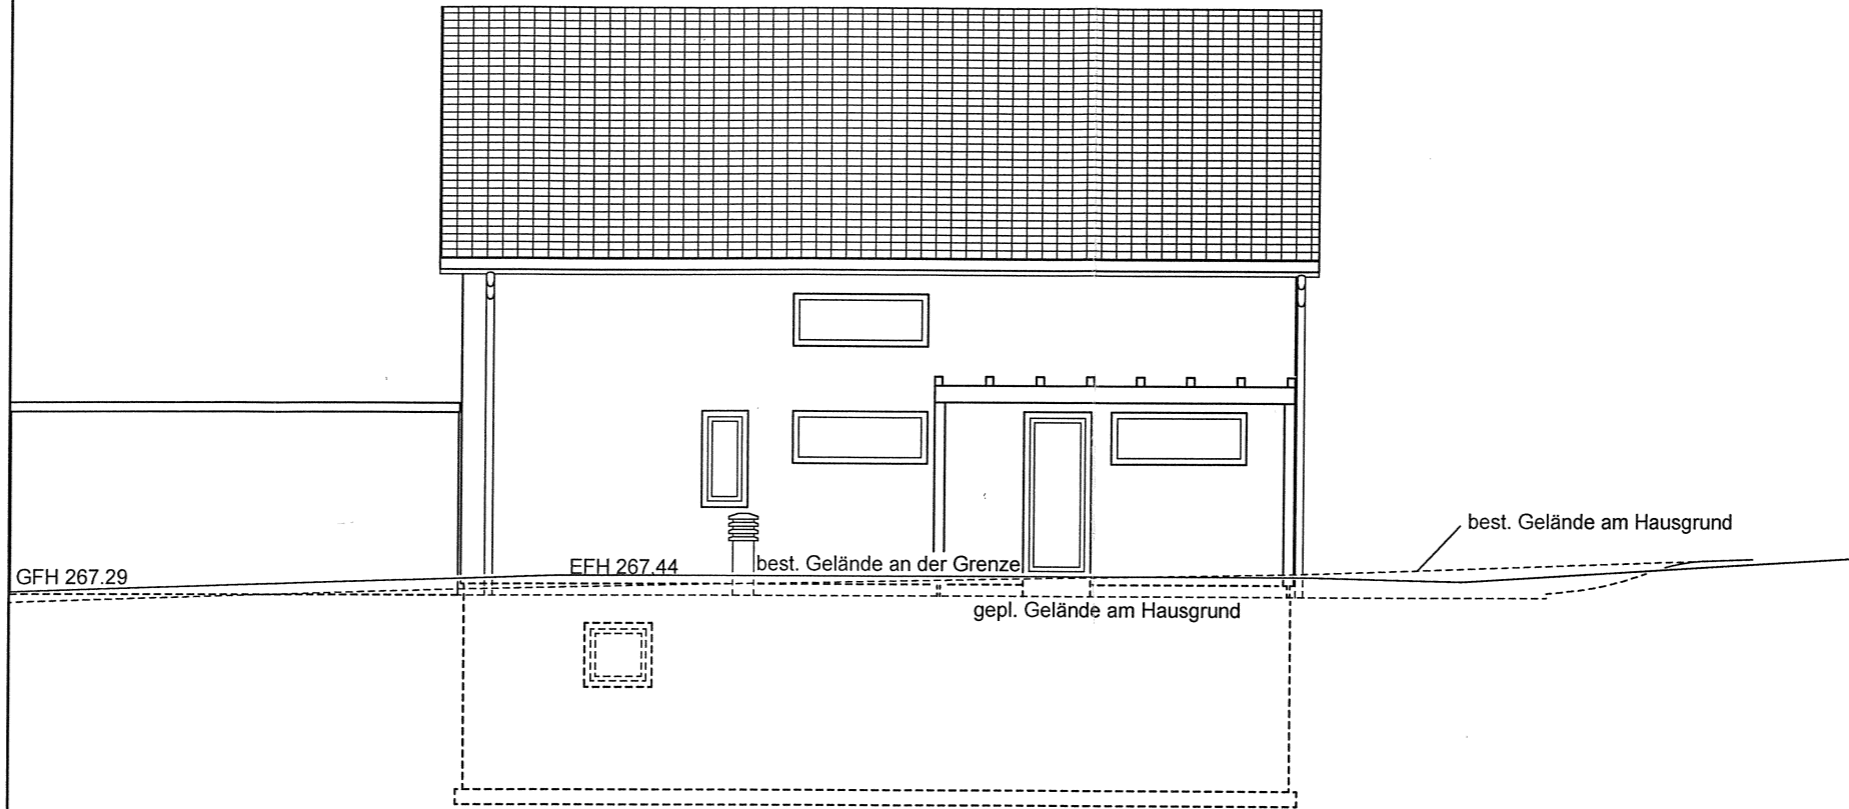 best. Gelände am Hausgrund
EFH 267.44
best. Gelände an der Grenze
GFH 267.29
gepl. Gelände am Hausgrund